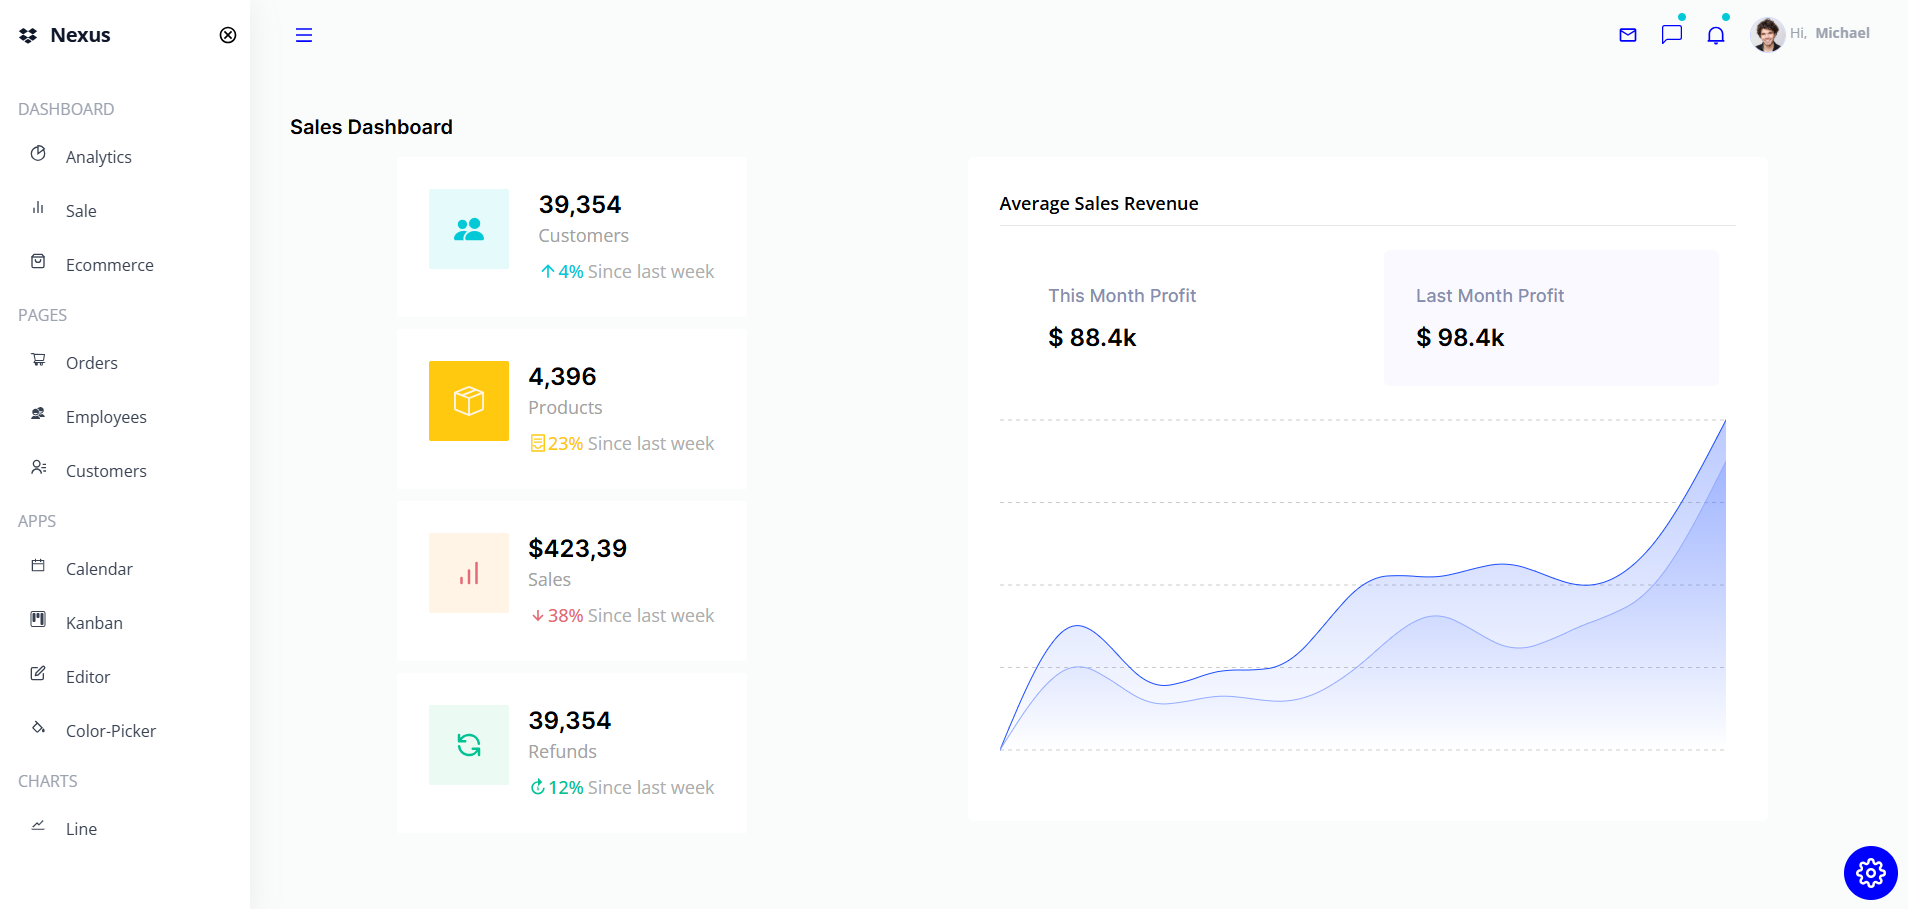 Nexus
Hi, Michael
DASHBOARD
Analytics
Sale
Ecommerce
PAGES
Orders
Employees
Customers
APPS
Calendar
Kanban
Editor
Color-Picker
CHARTS
Line
Sales Dashboard
39,354
Customers
4% Since last week
4,396
Products
23% Since last week
$423,39
Sales
38% Since last week
39,354
Refunds
12% Since last week
Average Sales Revenue
This Month Profit
$ 88.4k
Last Month Profit
$ 98.4k